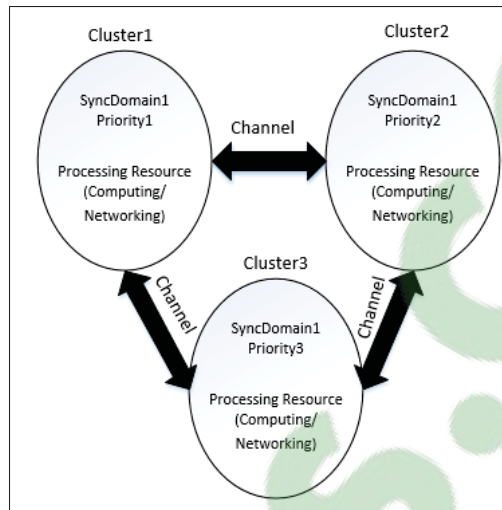 Cluster1
Cluster2
SyncDomain1
Priority1
Processing Resource
(Computing/
Networking)
Channel
SyncDomain1
Priority2
Processing Resource
(Computing/
Networking)
Channel
Cluster3
Channel
SyncDomain1
Priority3
Processing Resource
(Computing/
Networking)